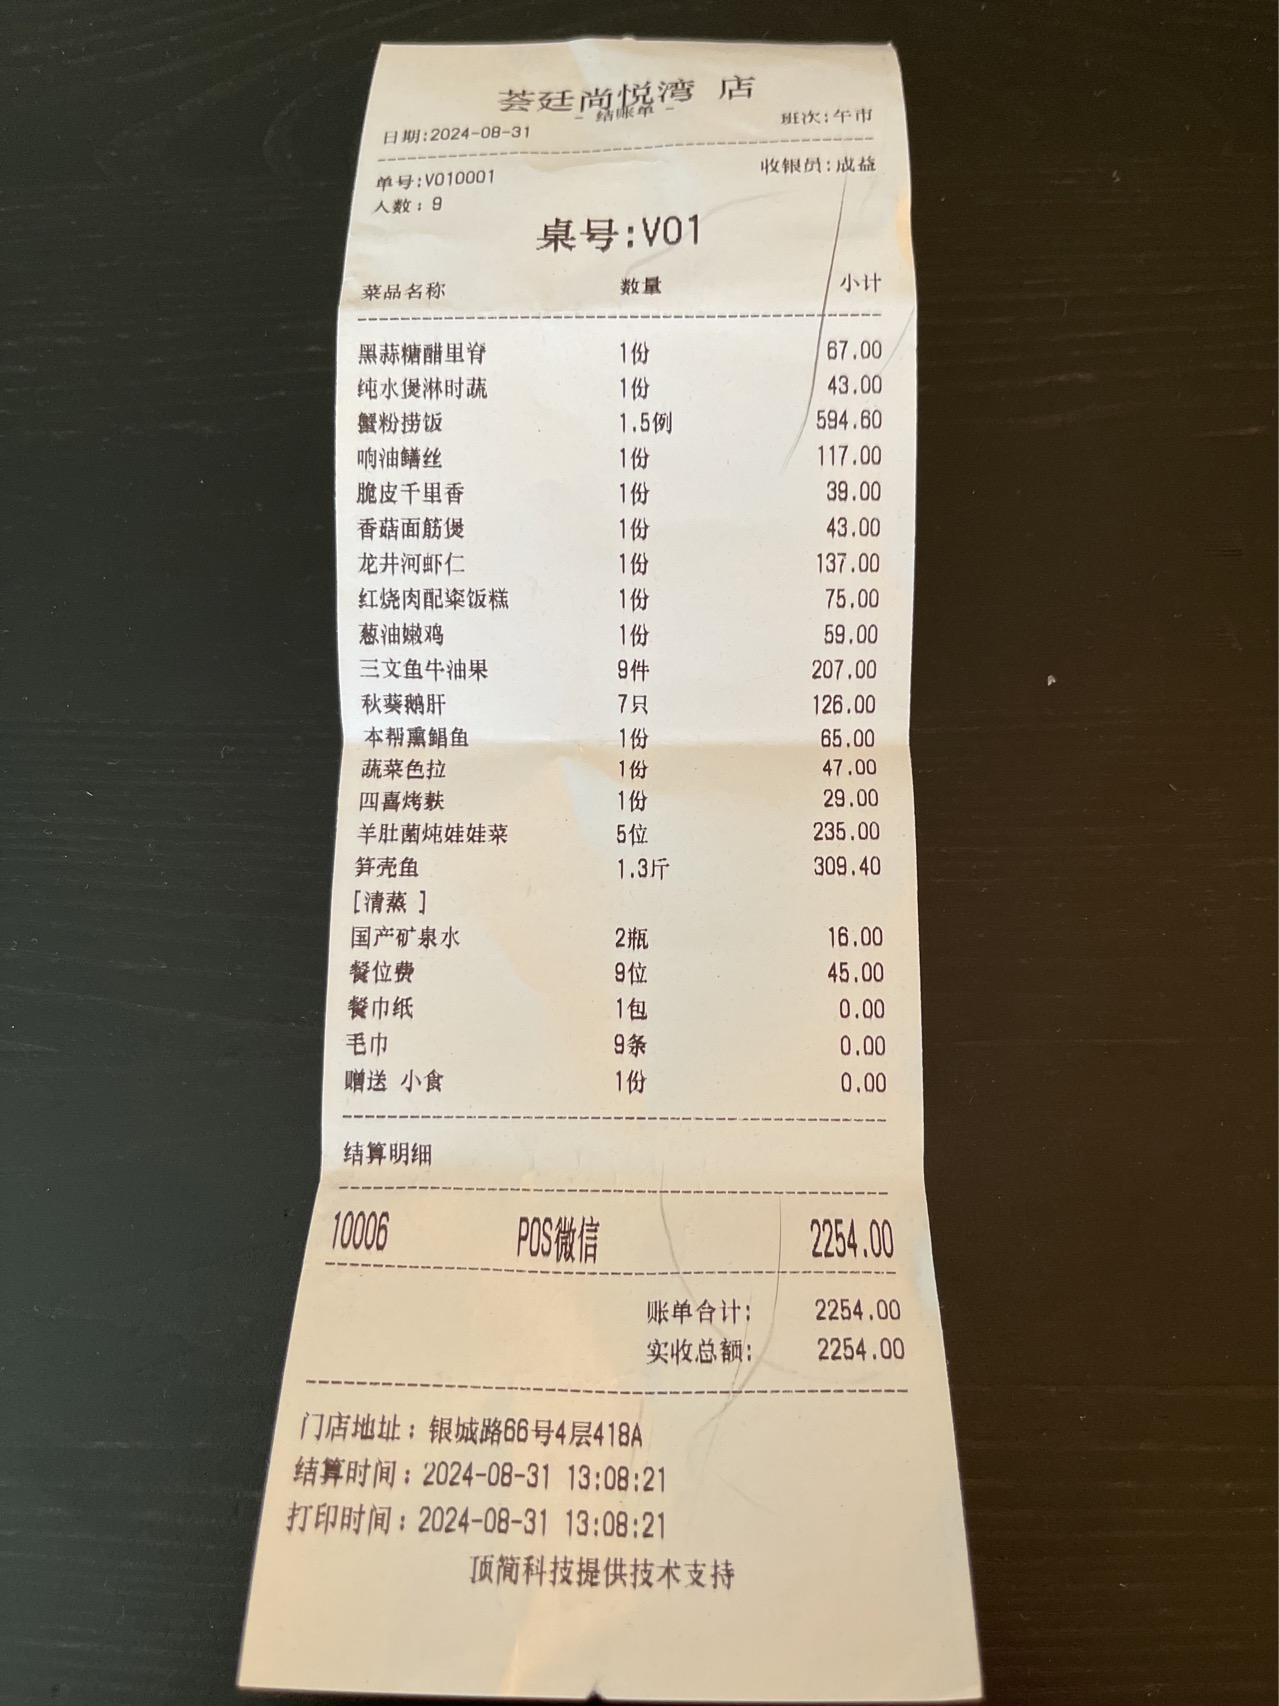 荟廷尚悦湾 店
- 结账单 -
日期:2024-08-31 班次:午市
单号:V010001 收银员:成益
人数: 9
桌号:V01
菜品名称 数量 小计
黑蒜糖醋里脊 1份 67.00
纯水煲淋时蔬 1份 43.00
蟹粉捞饭 1.5例 594.60
响油鳝丝 1份 117.00
脆皮千里香 1份 39.00
香菇面筋煲 1份 43.00
龙井河虾仁 1份 137.00
红烧肉配粢饭糕 1份 75.00
葱油嫩鸡 1份 59.00
三文鱼牛油果 9件 207.00
秋葵鹅肝 7只 126.00
本帮熏鲳鱼 1份 65.00
蔬菜色拉 1份 47.00
四喜烤麸 1份 29.00
羊肚菌炖娃娃菜 5位 235.00
笋壳鱼 1.3斤 309.40
[清蒸 ]
国产矿泉水 2瓶 16.00
餐位费 9位 45.00
餐巾纸 1包 0.00
毛巾 9条 0.00
赠送 小食 1份 0.00
结算明细
10006 POS微信 2254.00
账单合计: 2254.00
实收总额: 2254.00
门店地址: 银城路66号4层418A
结算时间: 2024-08-31 13:08:21
打印时间: 2024-08-31 13:08:21
顶简科技提供技术支持